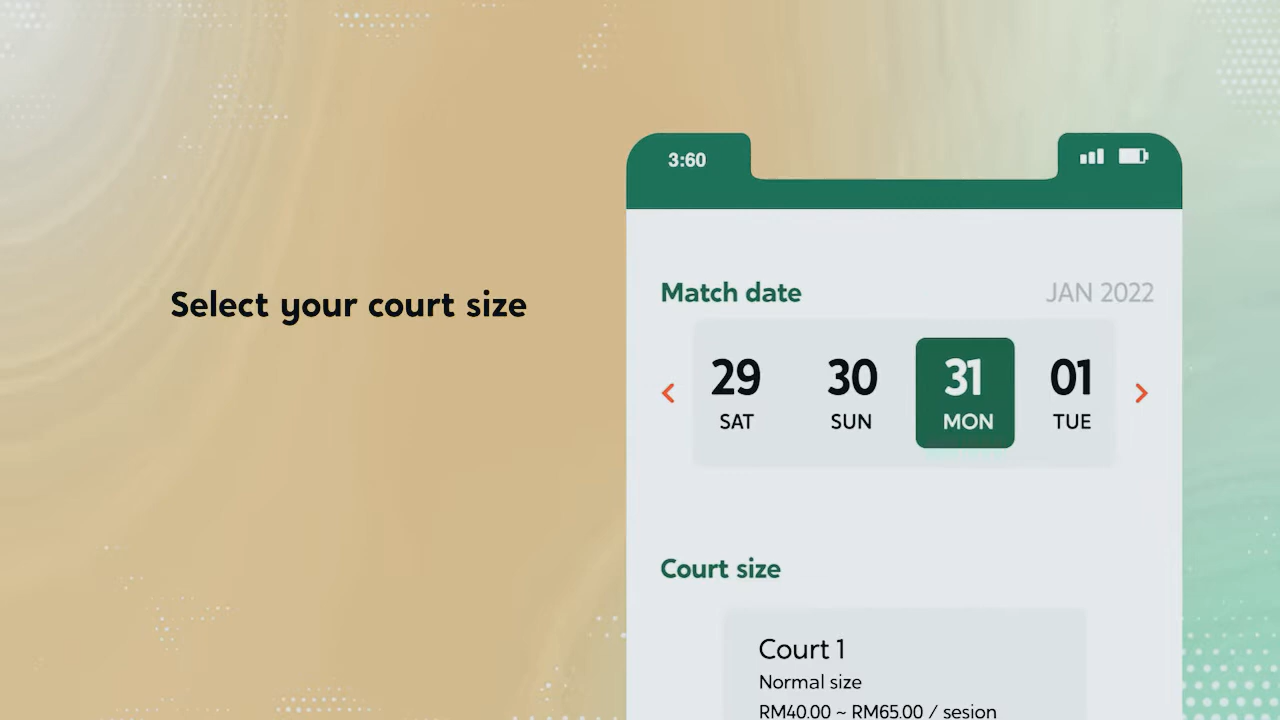 Select your court size
3:60
Match date JAN 2022
29 30 31 01
SAT SUN MON TUE
Court size
Court 1
Normal size
RM40.00 ~ RM65.00 / sesion